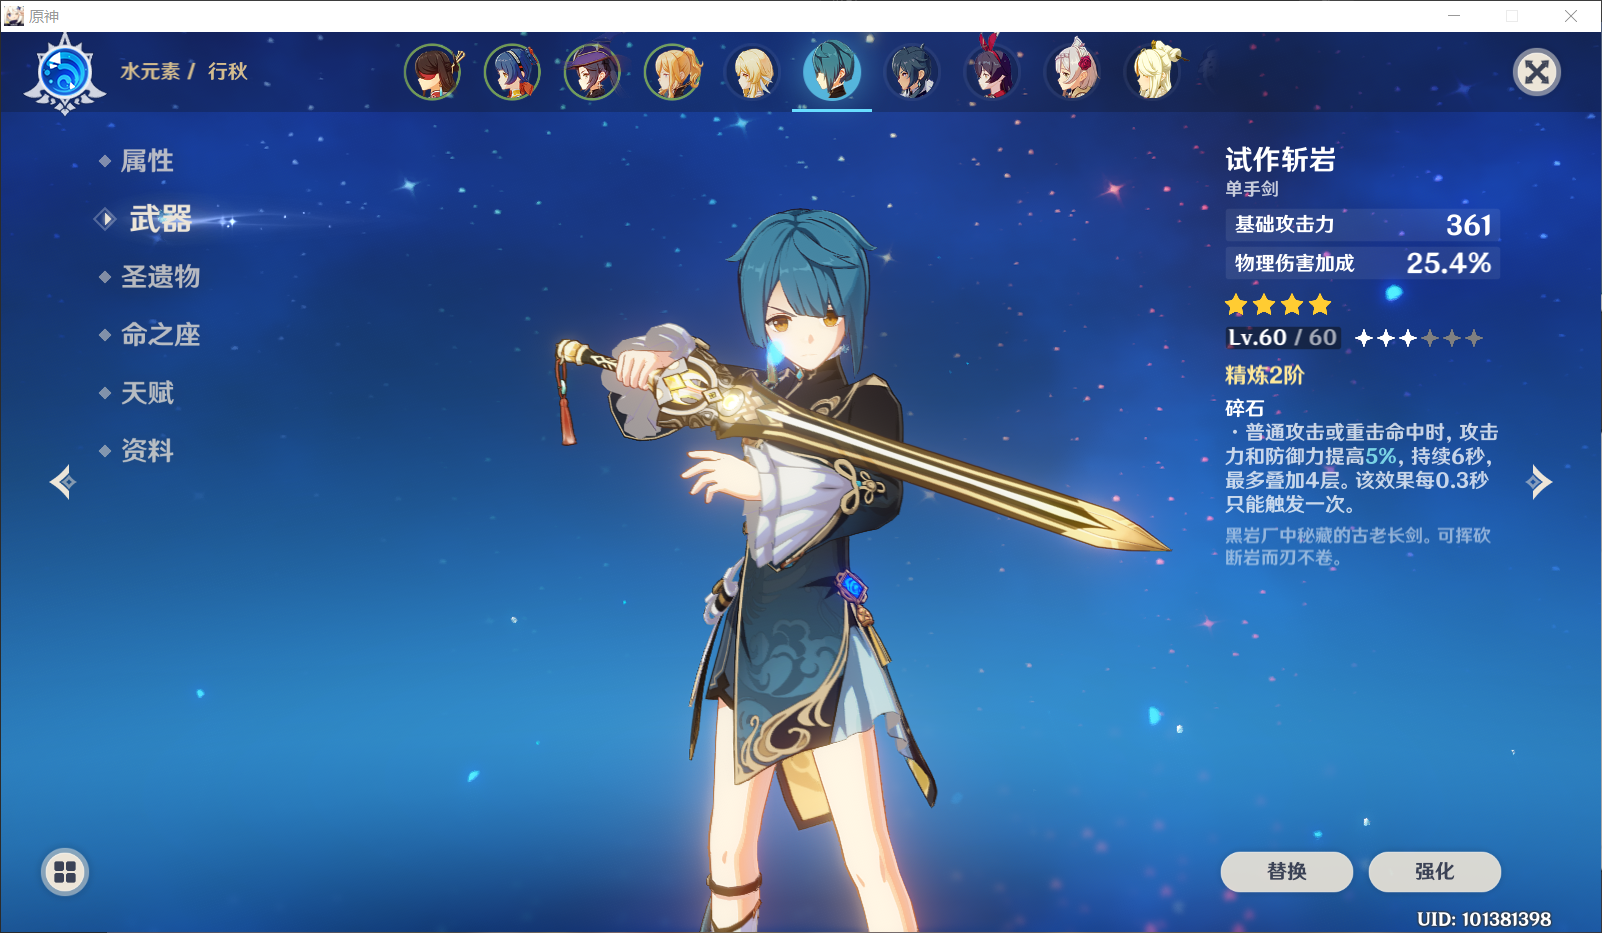 原神
水元素 / 行秋
属性
武器
圣遗物
命之座
天赋
资料
试作斩岩
单手剑
基础攻击力 361
物理伤害加成 25.4%
Lv.60 / 60
精炼2阶
碎石
·普通攻击或重击命中时，攻击
力和防御力提高5%，持续6秒，
最多叠加4层。该效果每0.3秒
只能触发一次。
黑岩厂中秘藏的古老长剑。可挥砍
断岩而刃不卷。
替换
强化
UID: 101381398